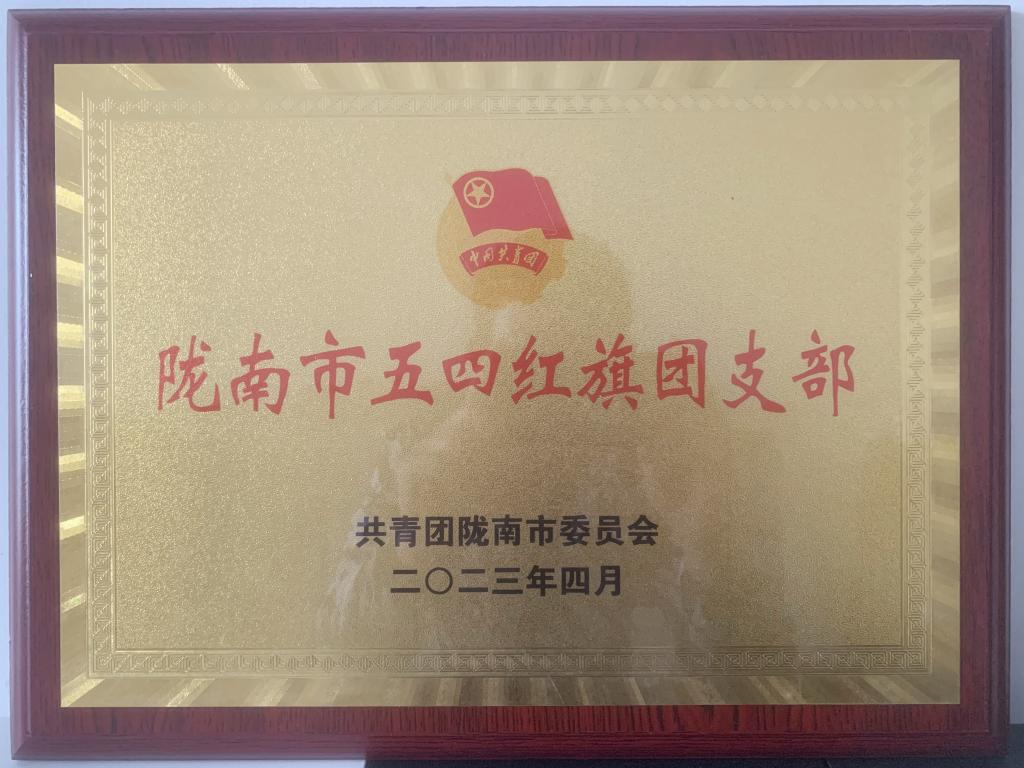 中国共青团
陇南市五四红旗团支部
共青团陇南市委员会
二〇二三年四月